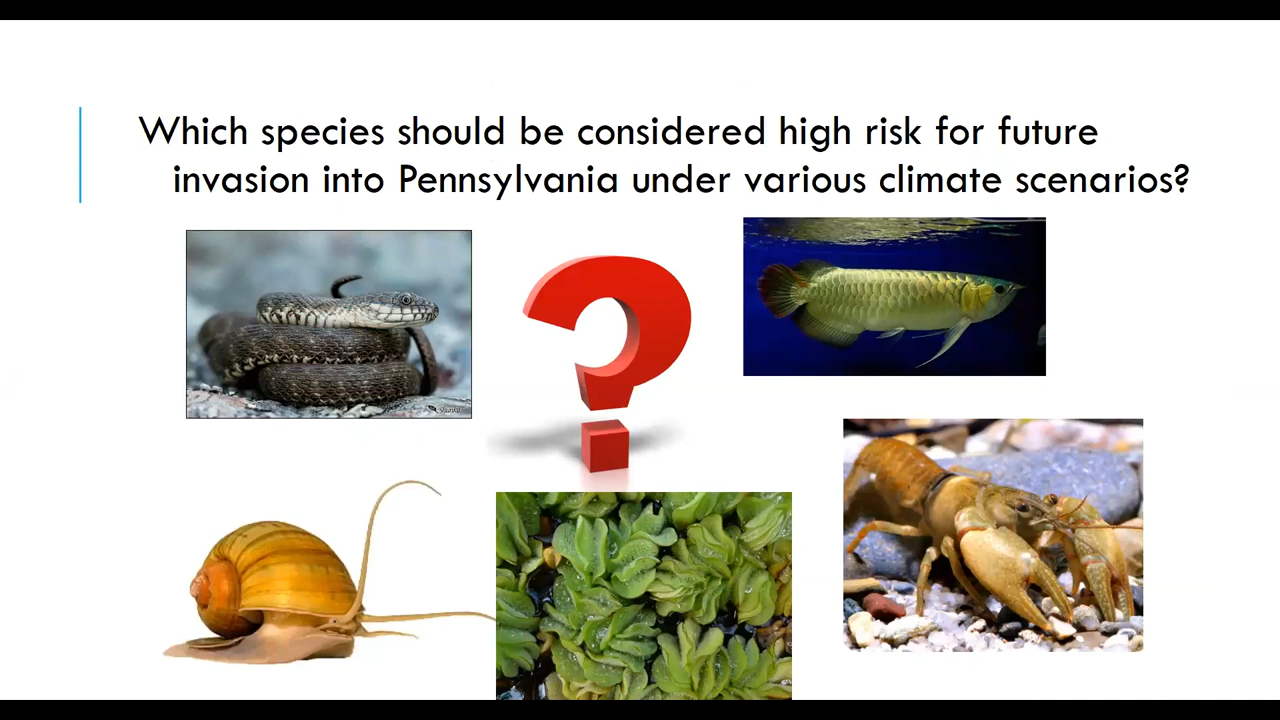 Which species should be considered high risk for future
invasion into Pennsylvania under various climate scenarios?
?